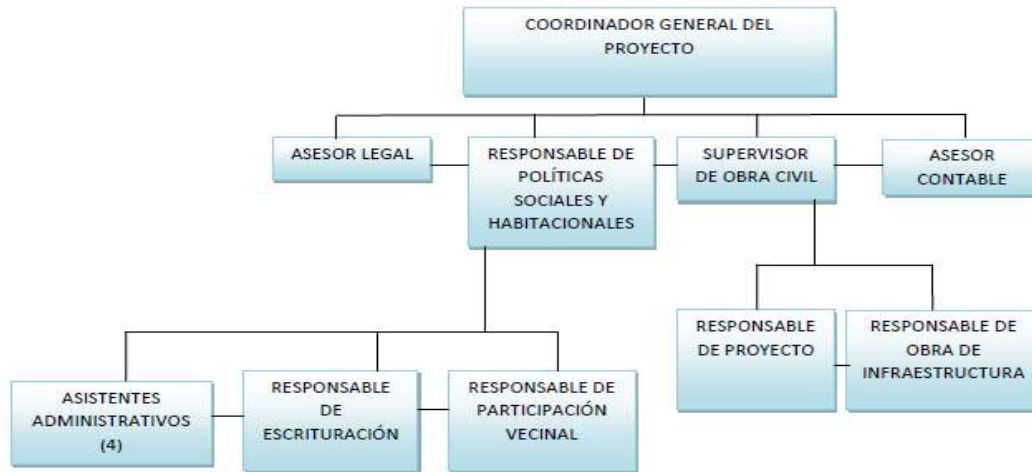 COORDINADOR GENERAL DEL
PROYECTO
ASESOR LEGAL
RESPONSABLE DE
POLÍTICAS
SOCIALES Y
HABITACIONALES
SUPERVISOR
DE OBRA CIVIL
ASESOR
CONTABLE
ASISTENTES
ADMINISTRATIVOS
(4)
RESPONSABLE
DE
ESCRITURACIÓN
RESPONSABLE DE
PARTICIPACIÓN
VECINAL
RESPONSABLE
DE PROYECTO
RESPONSABLE DE
OBRA DE
INFRAESTRUCTURA